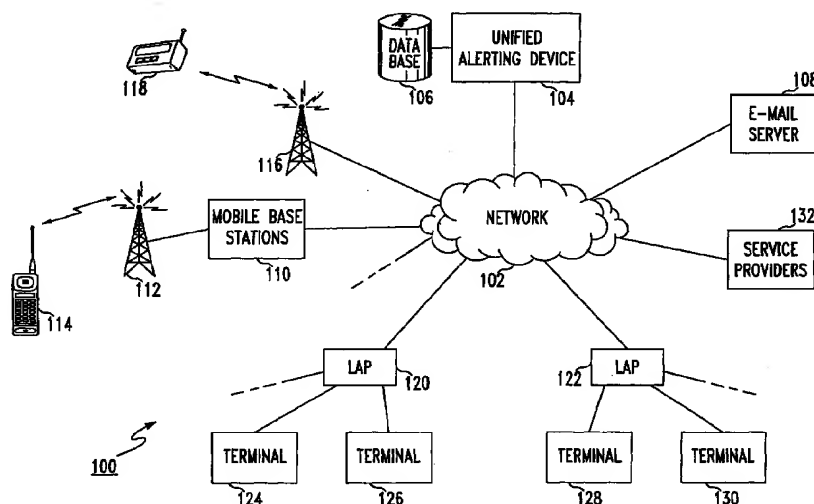 118
DATA
BASE
106
UNIFIED
ALERTING DEVICE
104
108
E-MAIL
SERVER
116
MOBILE BASE
STATIONS
110
112
114
NETWORK
102
132
SERVICE
PROVIDERS
LAP
120
122
LAP
100
TERMINAL
124
TERMINAL
126
TERMINAL
128
TERMINAL
130